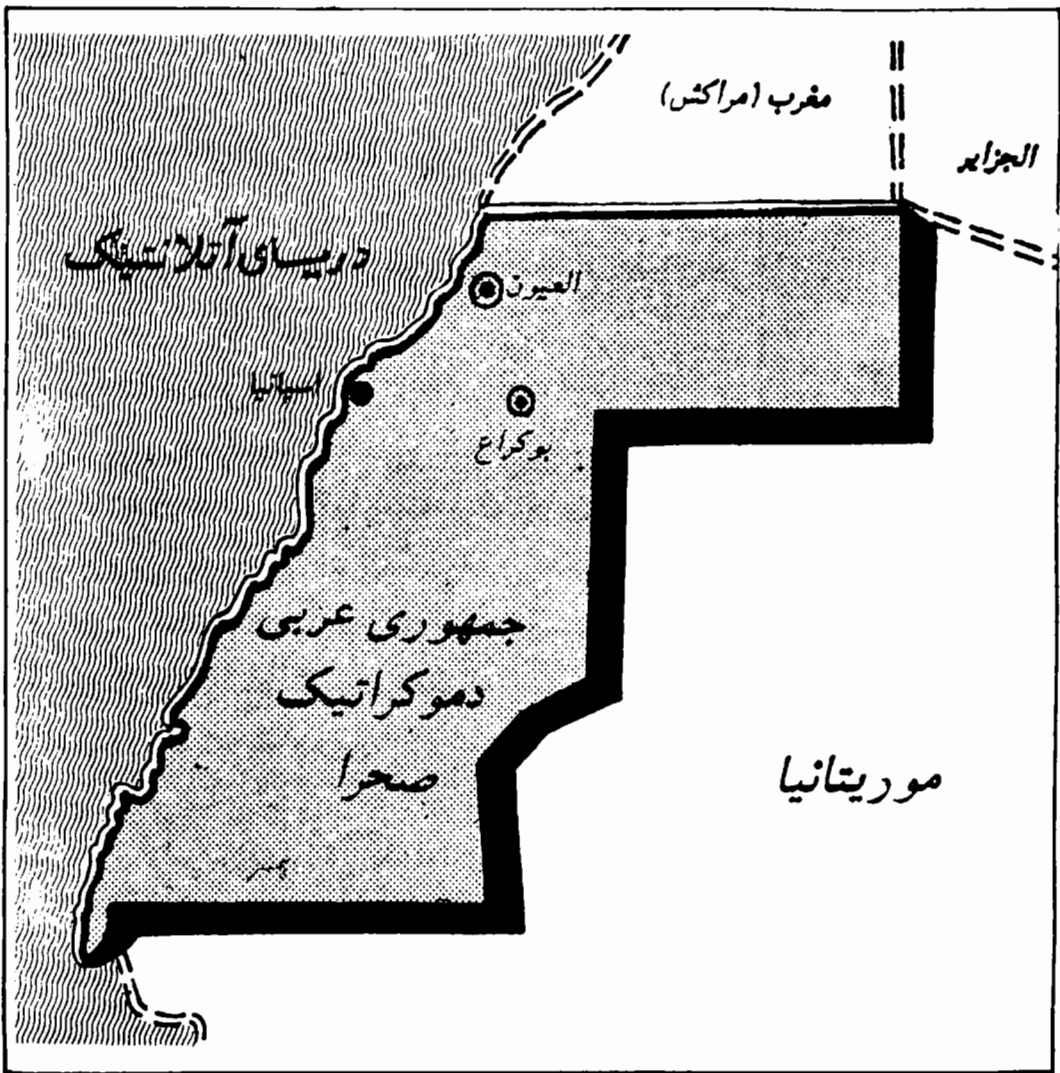 مغرب (مراکش)
الجزایر
دریای آتلانتیک
العیون
اسپانیا
بوکراع
جمهوری عربی
دموکراتیک
صحرا
موریتانیا